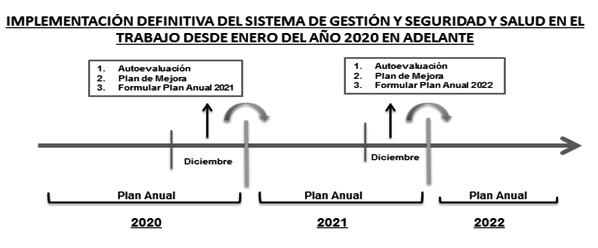 IMPLEMENTACIÓN DEFINITIVA DEL SISTEMA DE GESTIÓN Y SEGURIDAD Y SALUD EN EL
TRABAJO DESDE ENERO DEL AÑO 2020 EN ADELANTE
1. Autoevaluación
2. Plan de Mejora
3. Formular Plan Anual 2021
1. Autoevaluación
2. Plan de Mejora
3. Formular Plan Anual 2022
Diciembre
Diciembre
Plan Anual
Plan Anual
Plan Anual
2020
2021
2022